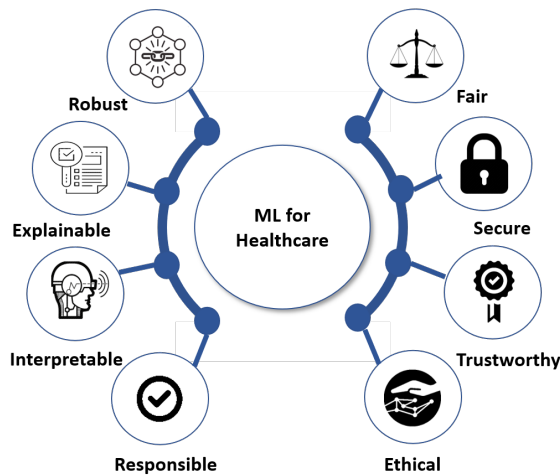 Robust
Fair
ML for
Healthcare
Explainable
Secure
Interpretable
Trustworthy
Responsible
Ethical